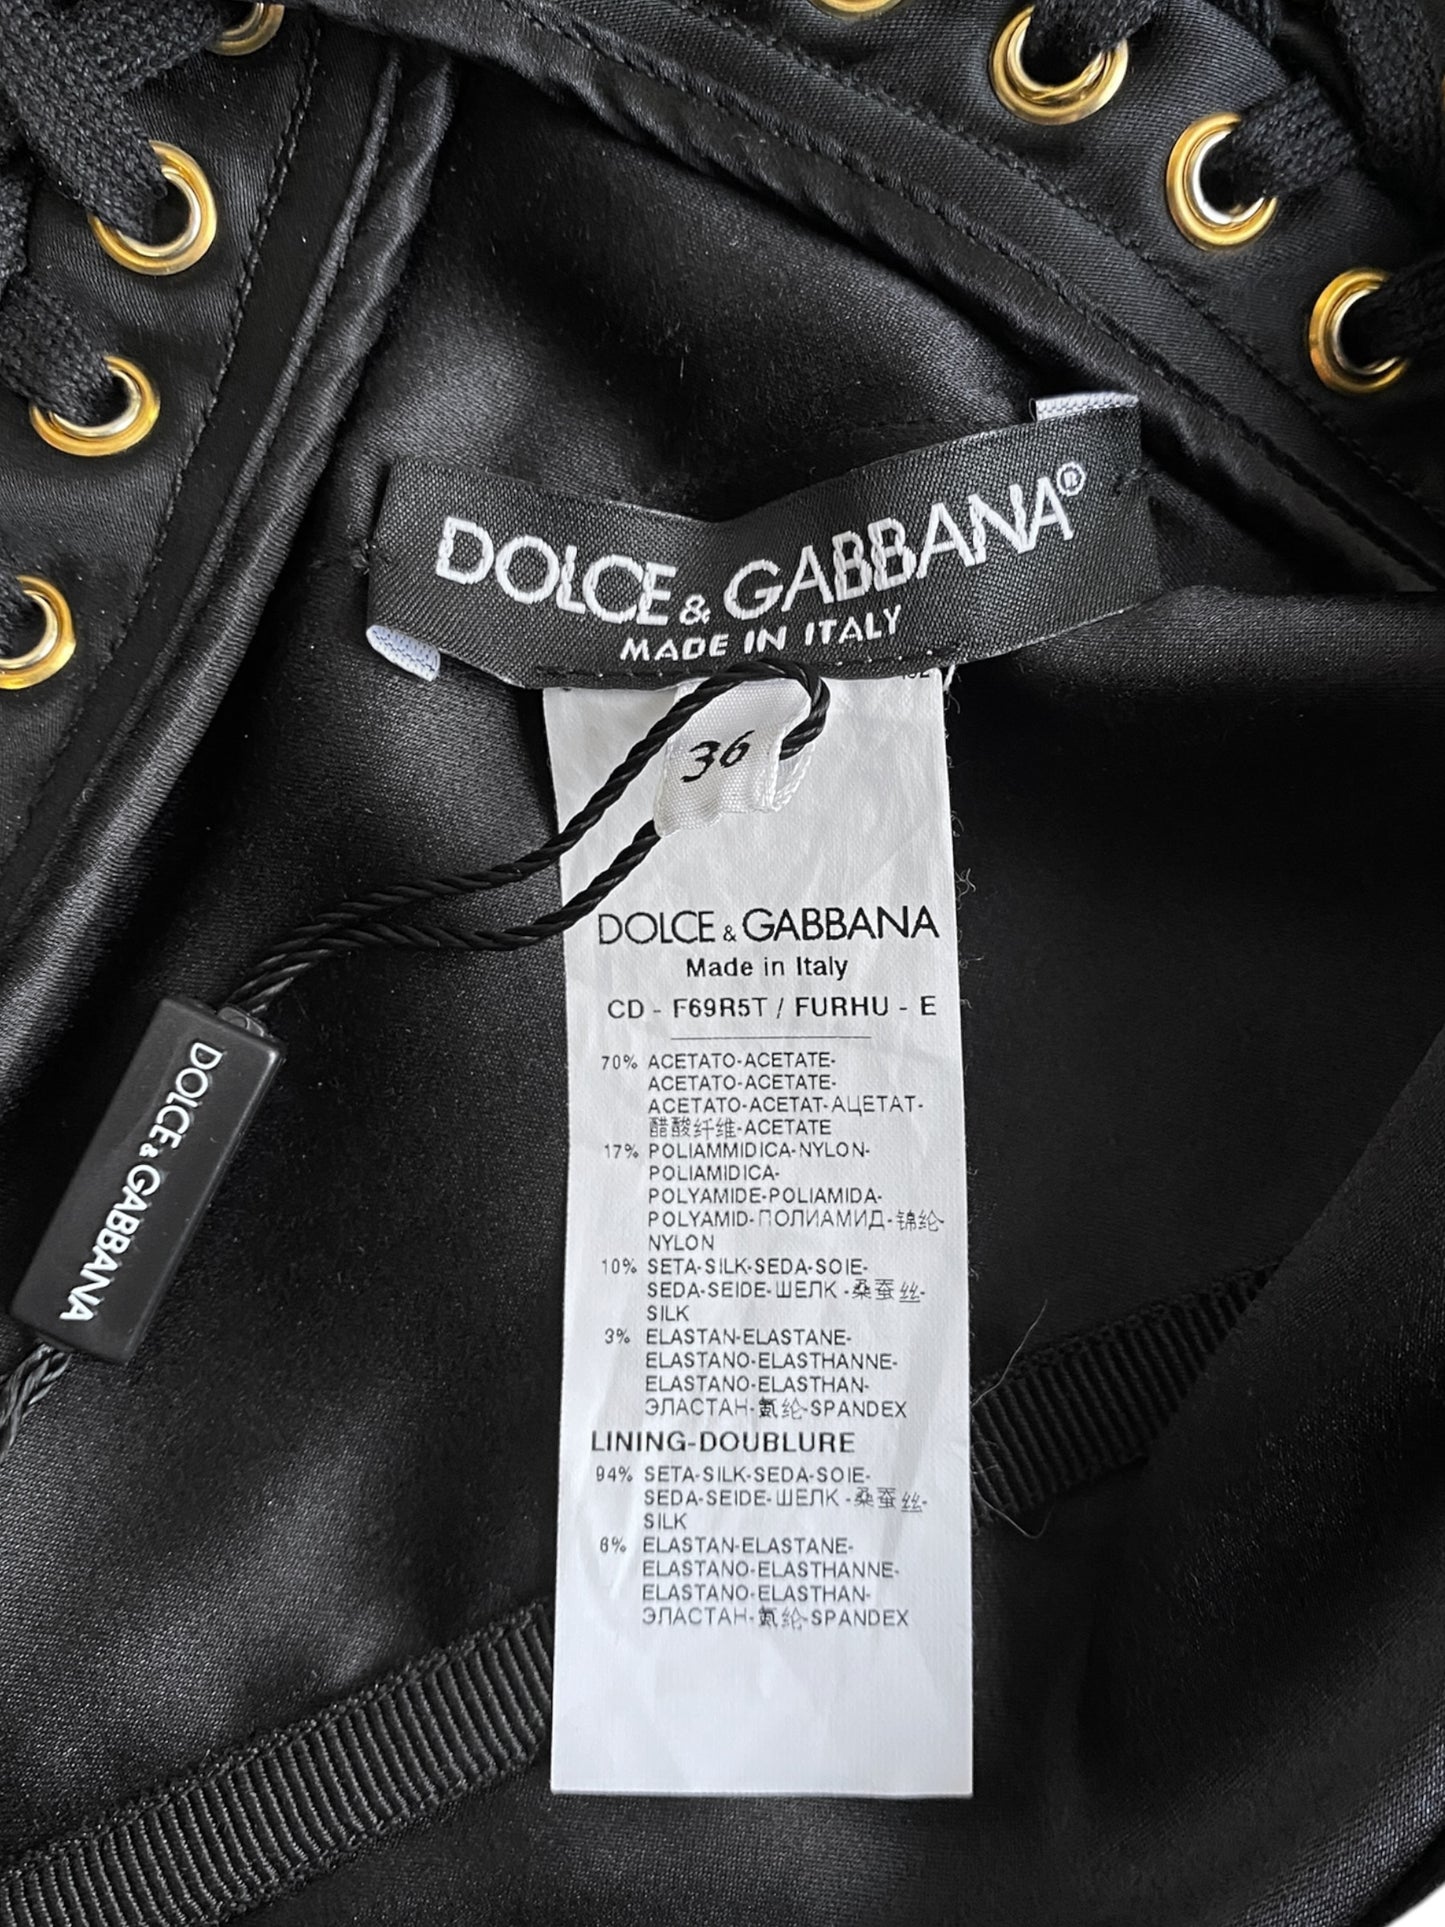 DOLCE & GABBANA®
MADE IN ITALY
36
DOLCE & GABBANA
DOLCE & GABBANA
Made in Italy
CD - F69R5T / FURHU - E
70% ACETATO-ACETATE-
ACETATO-ACETATE-
ACETATO-ACETAT-АЦЕТАТ-
醋酸纤维-ACETATE
17% POLIAMMIDICA-NYLON-
POLIAMIDICA-
POLYAMIDE-POLIAMIDA-
POLYAMID-ПОЛИАМИД-锦纶-
NYLON
10% SETA-SILK-SEDA-SOIE-
SEDA-SEIDE-ШЕЛК -桑蚕丝-
SILK
3% ELASTAN-ELASTANE-
ELASTANO-ELASTHANNE-
ELASTANO-ELASTHAN-
ЭЛАСТАН-氨纶-SPANDEX
LINING-DOUBLURE
94% SETA-SILK-SEDA-SOIE-
SEDA-SEIDE-ШЕЛК -桑蚕丝-
SILK
6% ELASTAN-ELASTANE-
ELASTANO-ELASTHANNE-
ELASTANO-ELASTHAN-
ЭЛАСТАН-氨纶-SPANDEX